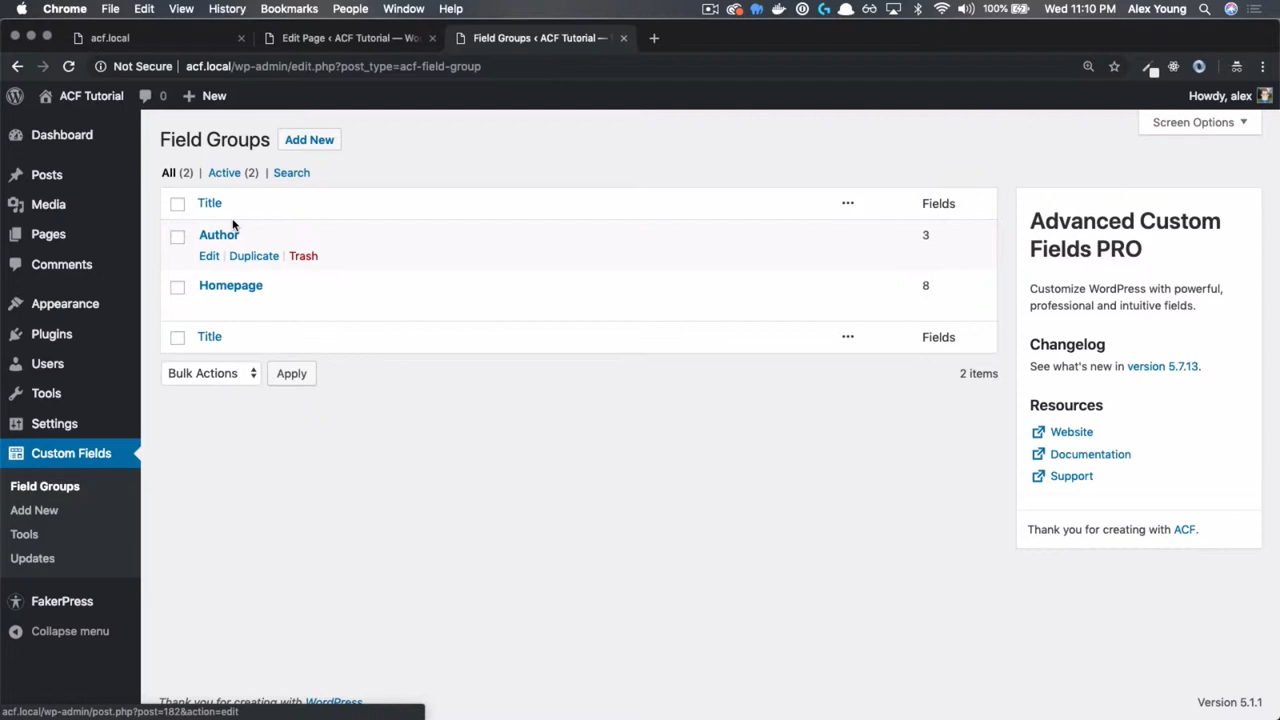 Chrome File Edit View History Bookmarks People Window Help 100% Wed 11:10 PM Alex Young
acf.local Edit Page ‹ ACF Tutorial — Wo Field Groups ‹ ACF Tutorial —
Not Secure | acf.local/wp-admin/edit.php?post_type=acf-field-group
ACF Tutorial 0 + New Howdy, alex
Screen Options ▼
Dashboard
Posts
Media
Pages
Comments
Appearance
Plugins
Users
Tools
Settings
Custom Fields
Field Groups
Add New
Tools
Updates
FakerPress
Collapse menu
Field Groups Add New
All (2) | Active (2) | Search
Title ••• Fields
Author 3
Edit | Duplicate | Trash
Homepage 8
Title ••• Fields
Bulk Actions Apply 2 items
Advanced Custom
Fields PRO
Customize WordPress with powerful,
professional and intuitive fields.
Changelog
See what's new in version 5.7.13.
Resources
Website
Documentation
Support
Thank you for creating with ACF.
Thank you for creating with WordPress Version 5.1.1
acf.local/wp-admin/post.php?post=182&action=edit